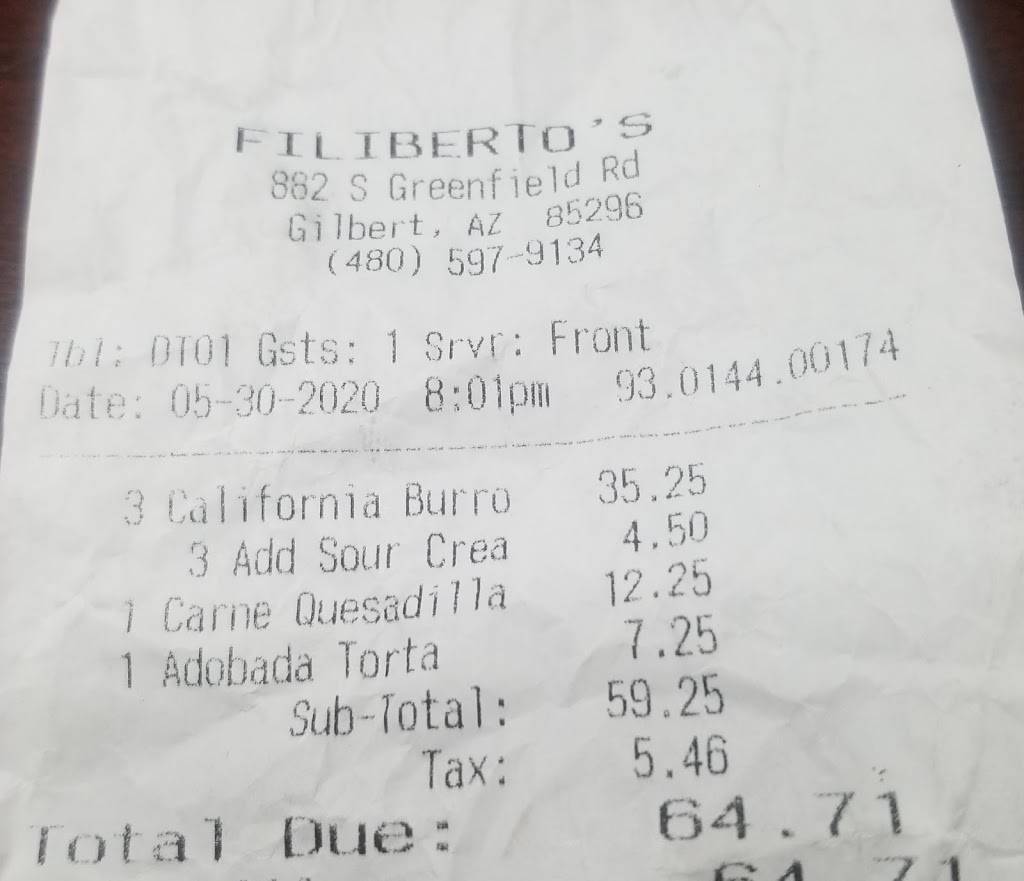 FILIBERTO'S
882 S Greenfield Rd
Gilbert, AZ 85296
(480) 597-9134
Tbl: DT01 Gsts: 1 Srvr: Front
Date: 05-30-2020 8:01pm 93.0144.00174
3 California Burro 35.25
3 Add Sour Crea 4.50
1 Carne Quesadilla 12.25
1 Adobada Torta 7.25
Sub-Total: 59.25
Tax: 5.46
Total Due: 64.71
64.71